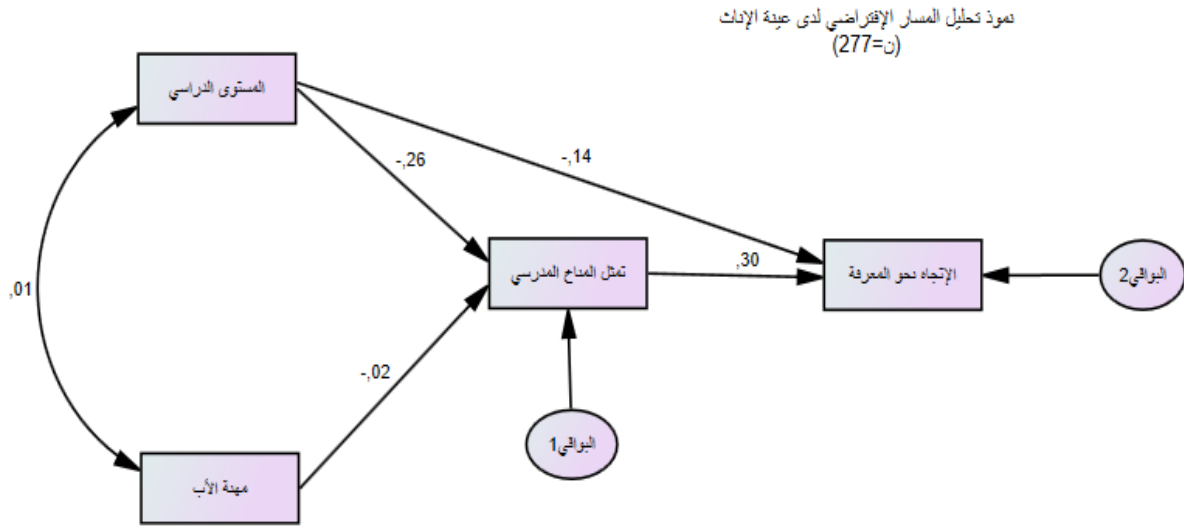 نموذ تحليل المسار الإفتراضي لدى عينة الإناث
(ن=277)
المستوى الدراسي
-,26
-,14
,01
تمثل المناخ المدرسي
,30
الإتجاه نحو المعرفة
البواقي2
-,02
البواقي1
مهنة الأب